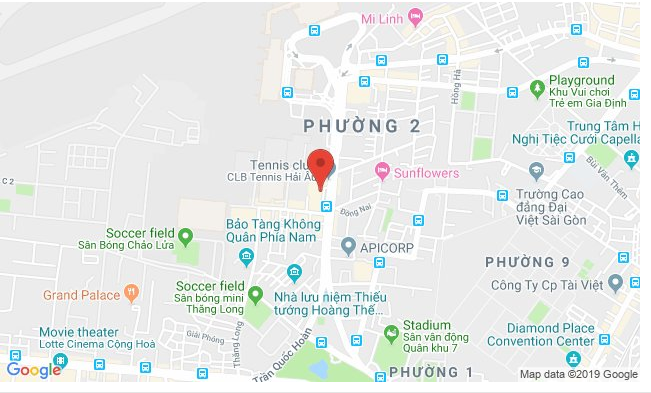 Mi Linh
Hồng Hà
Playground
Khu Vui chơi
Trẻ em Gia Định
PHƯỜNG 2
Trung Tâm H
Nghị Tiệc Cưới Capella
Tennis clu
CLB Tennis Hải Âu
Sunflowers
Bùi Văn Thêm
C 2
Trường Cao
đẳng Đại
Việt Sài Gòn
Đồng Nai
Bảo Tàng Không
Quân Phía Nam
Soccer field
Sân Bóng Chảo Lửa
APICORP
PHƯỜNG 9
Soccer field
Sân bóng mini
Thăng Long
Grand Palace
Công Ty Cp Tài Việt
Nhà lưu niệm Thiếu
tướng Hoàng Thế...
Movie theater
Lotte Cinema Cộng Hoà
Giải Phóng
Thăng Long
Trần Quốc Hoàn
Stadium
Sân vận động
Quân khu 7
Diamond Place
Convention Center
PHƯỜNG 1
Google
Map data ©2019 Google